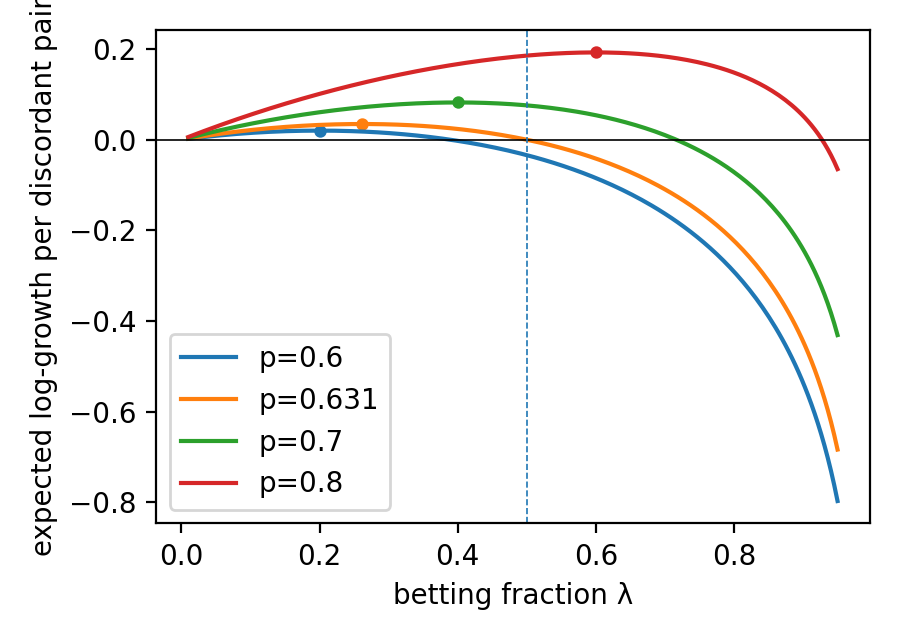 expected log-growth per discordant pair
0.2
0.0
−0.2
−0.4
−0.6
−0.8
p=0.6
p=0.631
p=0.7
p=0.8
0.0 0.2 0.4 0.6 0.8
betting fraction λ